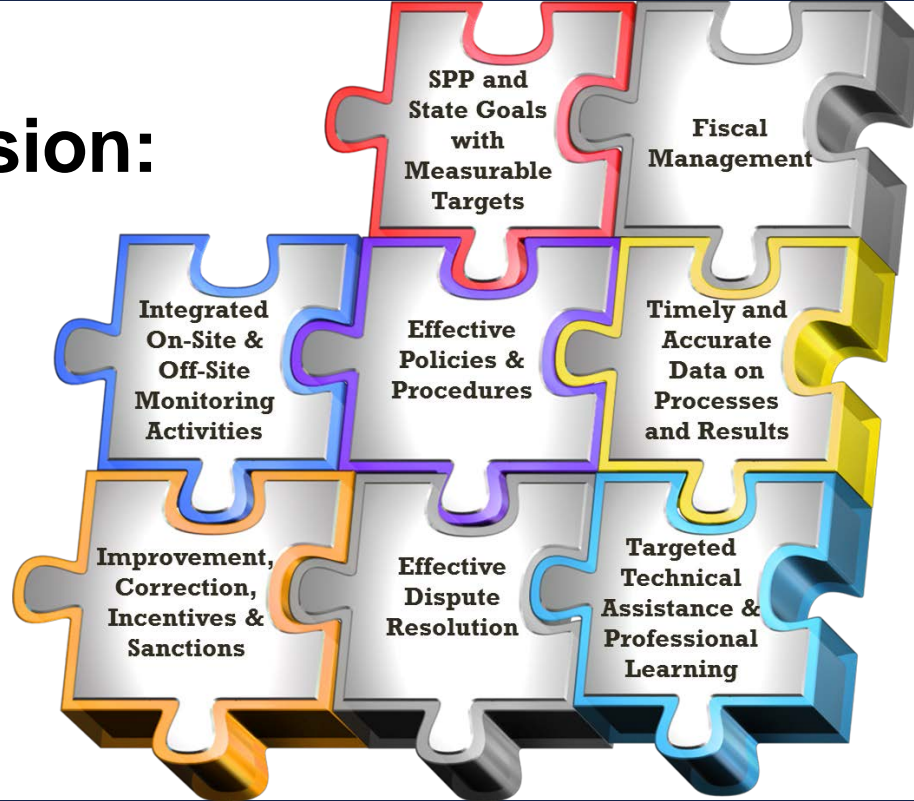 sion:
SPP and
State Goals
with
Measurable
Targets
Fiscal
Management
Integrated
On-Site &
Off-Site
Monitoring
Activities
Effective
Policies &
Procedures
Timely and
Accurate
Data on
Processes
and Results
Improvement,
Correction,
Incentives &
Sanctions
Effective
Dispute
Resolution
Targeted
Technical
Assistance &
Professional
Learning